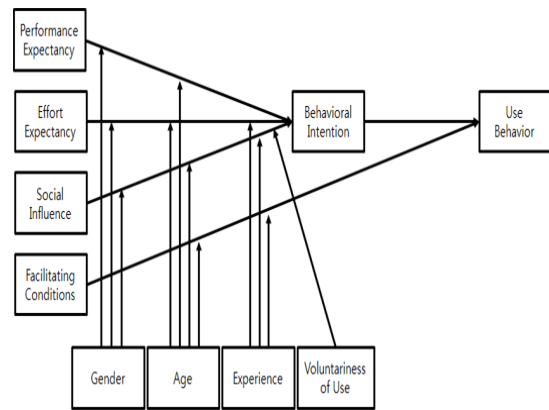 Performance
Expectancy
Effort
Expectancy
Behavioral
Intention
Use
Behavior
Social
Influence
Facilitating
Conditions
Gender
Age
Experience
Voluntariness
of Use